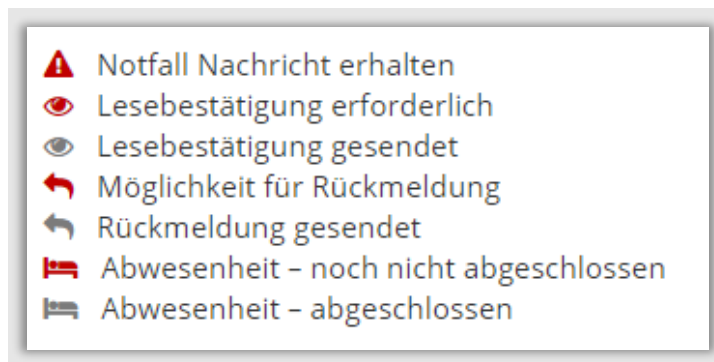 Notfall Nachricht erhalten
Lesebestätigung erforderlich
Lesebestätigung gesendet
Möglichkeit für Rückmeldung
Rückmeldung gesendet
Abwesenheit – noch nicht abgeschlossen
Abwesenheit – abgeschlossen